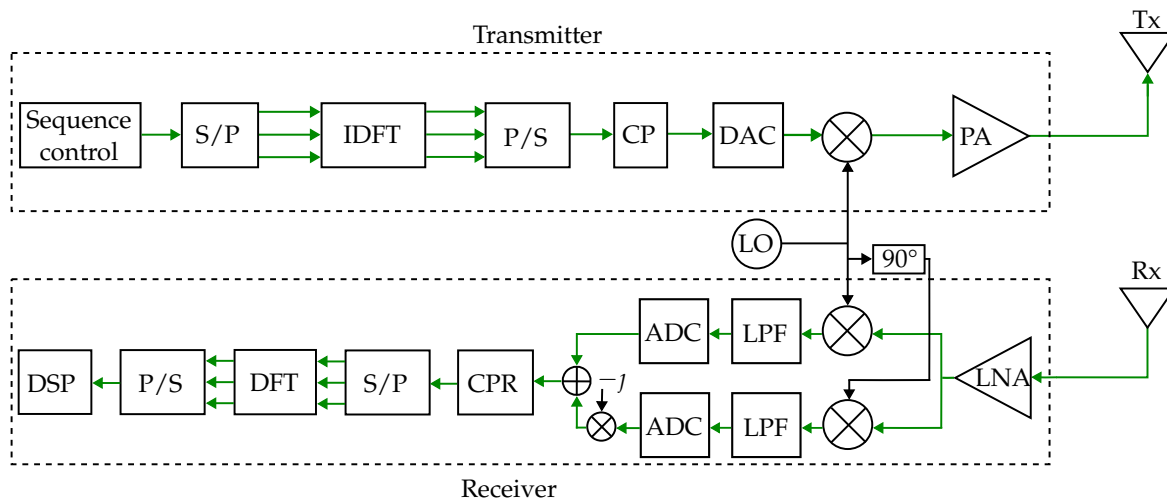 Transmitter
Tx
Sequence
control
S/P
IDFT
P/S
CP
DAC
PA
LO
90°
Rx
ADC
LPF
DSP
P/S
DFT
S/P
CPR
−ȷ
LNA
ADC
LPF
Receiver